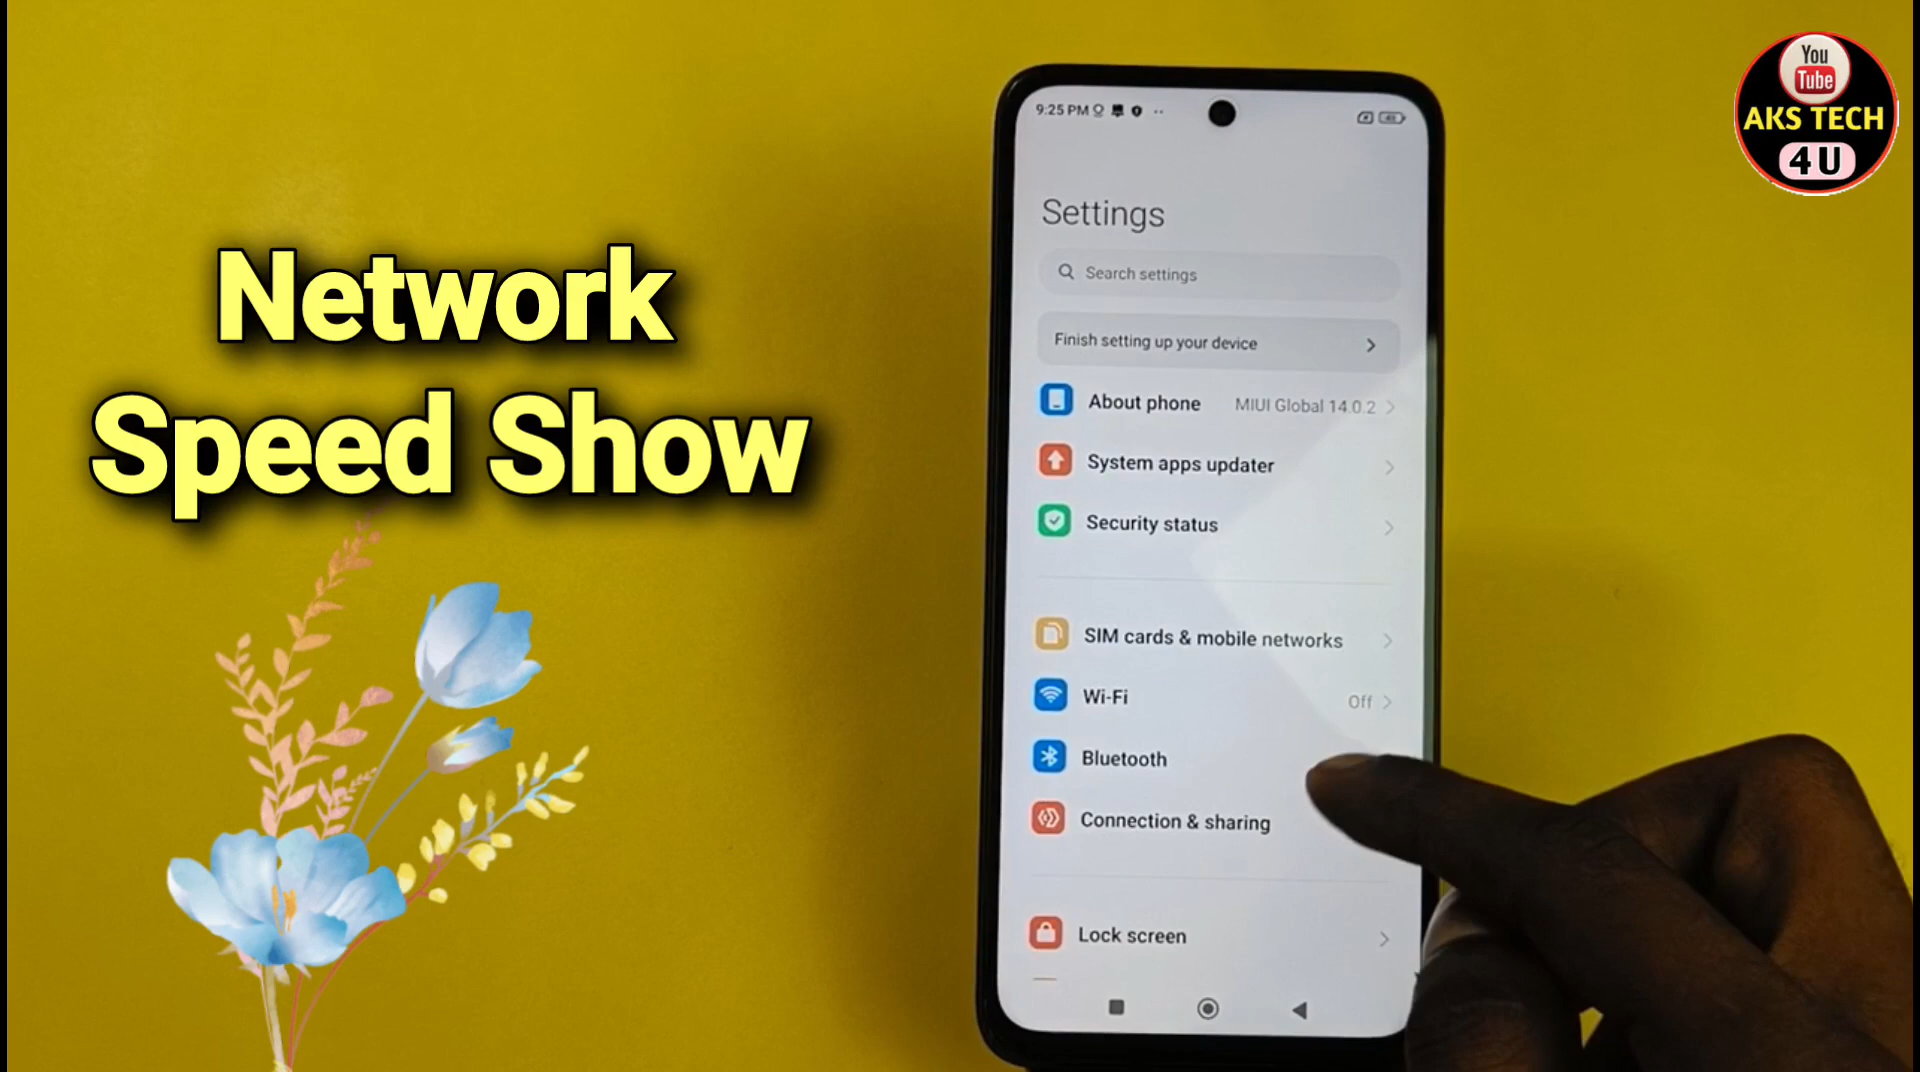 Network
Speed Show
You
Tube
AKS TECH
4 U
9:25 PM
Settings
Search settings
Finish setting up your device
About phone MIUI Global 14.0.2
System apps updater
Security status
SIM cards & mobile networks
Wi-Fi Off
Bluetooth
Connection & sharing
Lock screen